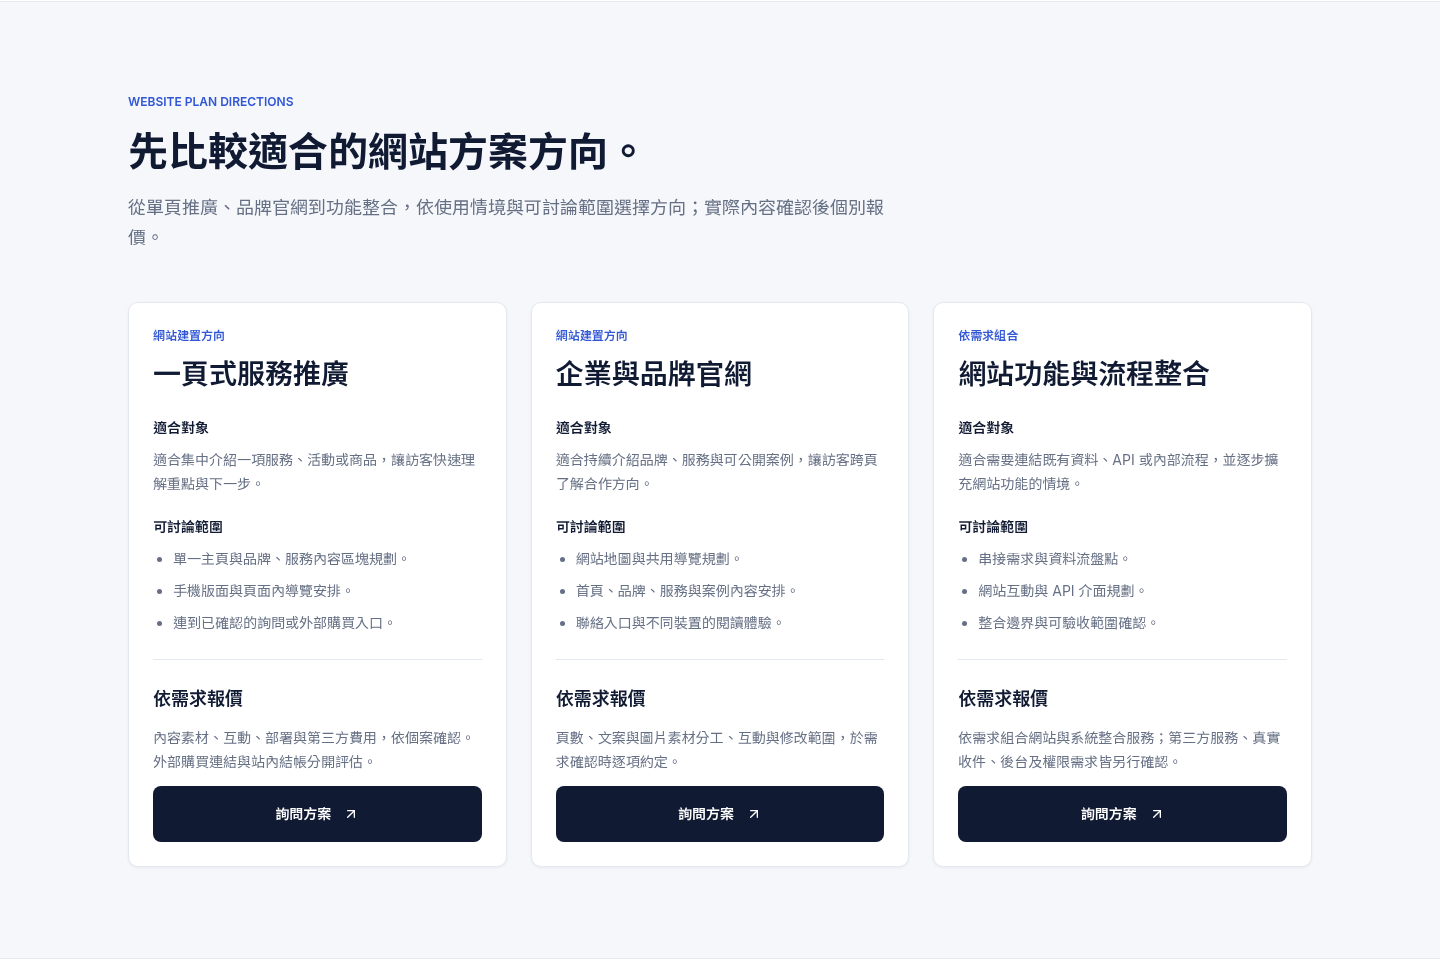 WEBSITE PLAN DIRECTIONS
先比較適合的網站方案方向。
從單頁推廣、品牌官網到功能整合，依使用情境與可討論範圍選擇方向；實際內容確認後個別報
價。
網站建置方向
一頁式服務推廣
適合對象
適合集中介紹一項服務、活動或商品，讓訪客快速理
解重點與下一步。
可討論範圍
• 單一主頁與品牌、服務內容區塊規劃。
• 手機版面與頁面內導覽安排。
• 連到已確認的詢問或外部購買入口。
依需求報價
內容素材、互動、部署與第三方費用，依個案確認。
外部購買連結與站內結帳分開評估。
詢問方案 ↗
網站建置方向
企業與品牌官網
適合對象
適合持續介紹品牌、服務與可公開案例，讓訪客跨頁
了解合作方向。
可討論範圍
• 網站地圖與共用導覽規劃。
• 首頁、品牌、服務與案例內容安排。
• 聯絡入口與不同裝置的閱讀體驗。
依需求報價
頁數、文案與圖片素材分工、互動與修改範圍，於需
求確認時逐項約定。
詢問方案 ↗
依需求組合
網站功能與流程整合
適合對象
適合需要連結既有資料、API 或內部流程，並逐步擴
充網站功能的情境。
可討論範圍
• 串接需求與資料流盤點。
• 網站互動與 API 介面規劃。
• 整合邊界與可驗收範圍確認。
依需求報價
依需求組合網站與系統整合服務；第三方服務、真實
收件、後台及權限需求皆另行確認。
詢問方案 ↗